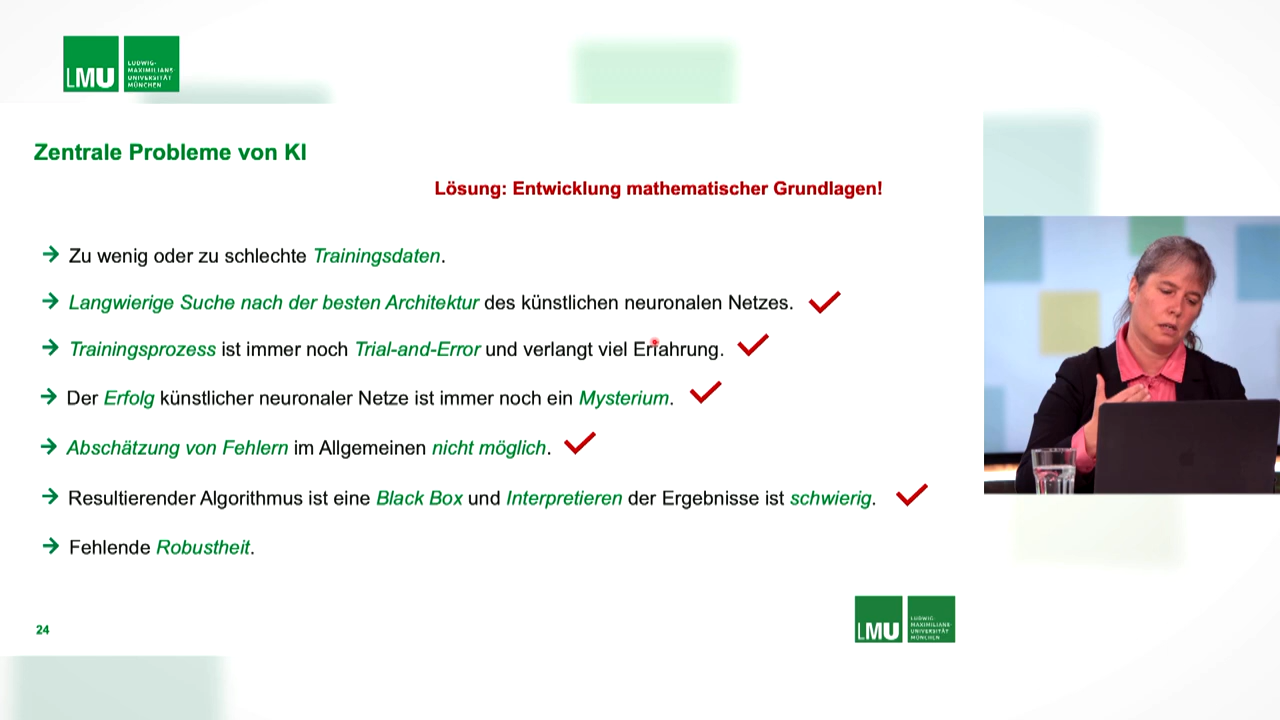 LMU
LUDWIG-
MAXIMILIANS-
UNIVERSITÄT
MÜNCHEN
Zentrale Probleme von KI
Lösung: Entwicklung mathematischer Grundlagen!
→ Zu wenig oder zu schlechte Trainingsdaten.
→ Langwierige Suche nach der besten Architektur des künstlichen neuronalen Netzes. ✓
→ Trainingsprozess ist immer noch Trial-and-Error und verlangt viel Erfahrung. ✓
→ Der Erfolg künstlicher neuronaler Netze ist immer noch ein Mysterium. ✓
→ Abschätzung von Fehlern im Allgemeinen nicht möglich. ✓
→ Resultierender Algorithmus ist eine Black Box und Interpretieren der Ergebnisse ist schwierig. ✓
→ Fehlende Robustheit.
24
LMU
LUDWIG-
MAXIMILIANS-
UNIVERSITÄT
MÜNCHEN